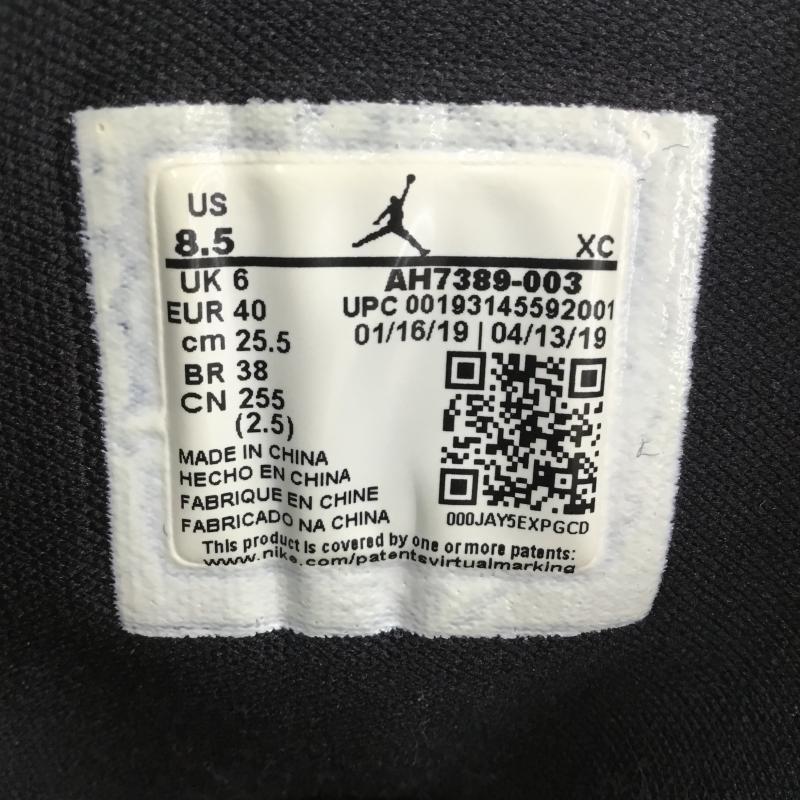 US
8.5
XC
UK 6
EUR 40
cm 25.5
BR 38
CN 255
(2.5)
AH7389-003
UPC 00193145592001
01/16/19 | 04/13/19
000JAY5EXPGCD
MADE IN CHINA
HECHO EN CHINA
FABRIQUE EN CHINE
FABRICADO NA CHINA
This product is covered by one or more patents:
www.nike.com/patentsvirtualmarking